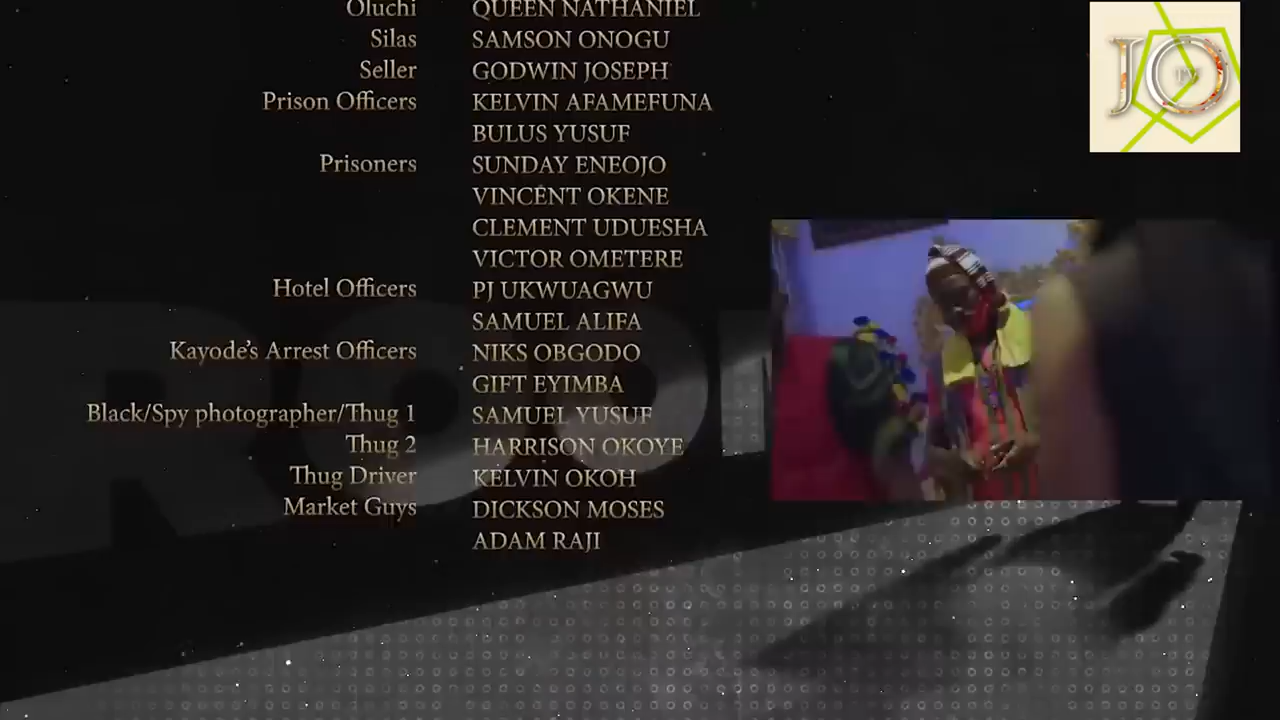 Oluchi QUEEN NATHANIEL
Silas SAMSON ONOGU
Seller GODWIN JOSEPH
Prison Officers KELVIN AFAMEFUNA
BULUS YUSUF
Prisoners SUNDAY ENEOJO
VINCENT OKENE
CLEMENT UDUESHA
VICTOR OMETERE
Hotel Officers PJ UKWUAGWU
SAMUEL ALIFA
Kayode's Arrest Officers NIKS OBGODO
GIFT EYIMBA
Black/Spy photographer/Thug 1 SAMUEL YUSUF
Thug 2 HARRISON OKOYE
Thug Driver KELVIN OKOH
Market Guys DICKSON MOSES
ADAM RAJI
JO
TV